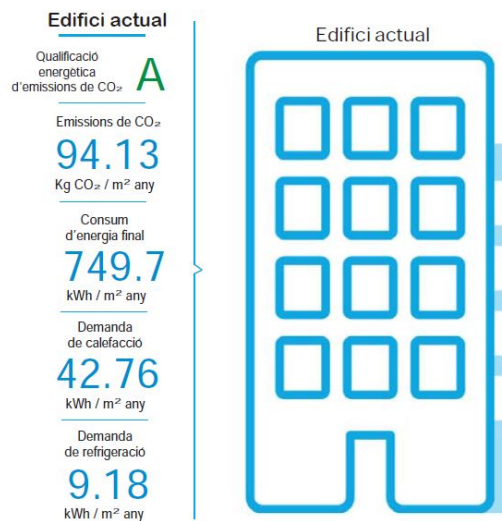 Edifici actual
Qualificació
energètica
d'emissions de CO₂
A
Emissions de CO₂
94.13
Kg CO₂ / m² any
Consum
d'energia final
749.7
kWh / m² any
Demanda
de calefacció
42.76
kWh / m² any
Demanda
de refrigeració
9.18
kWh / m² any
Edifici actual